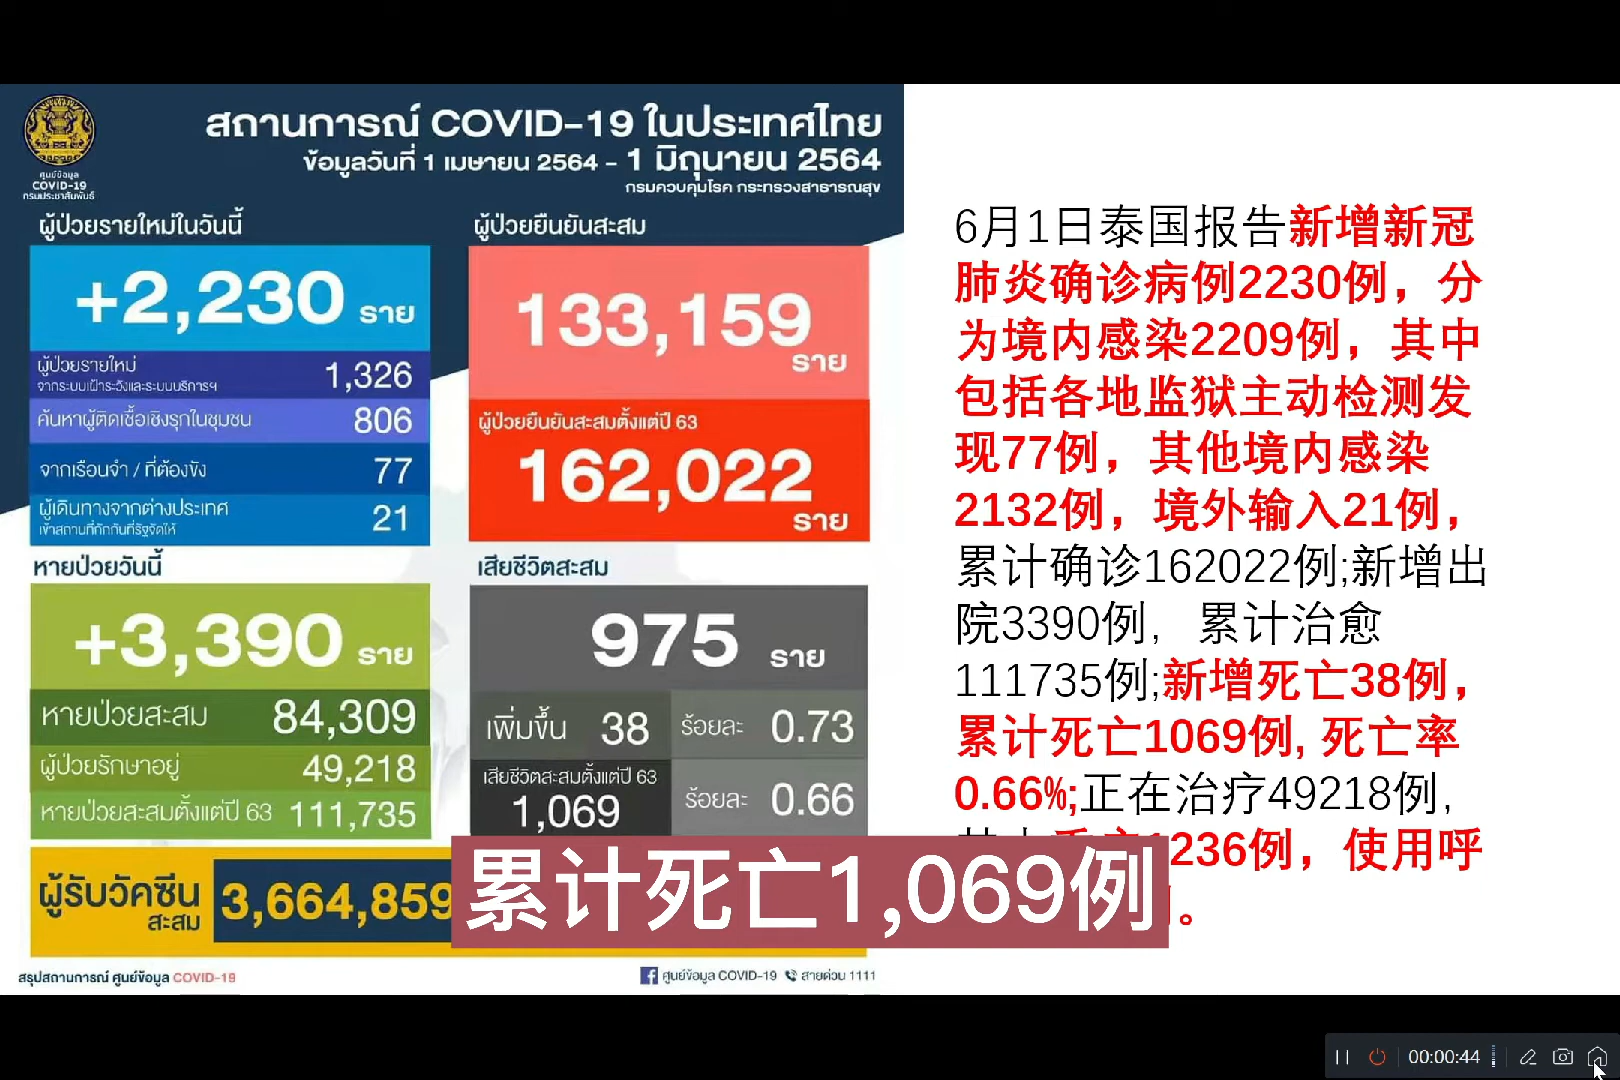 สถานการณ์ COVID-19 ในประเทศไทย
ข้อมูลวันที่ 1 เมษายน 2564 - 1 มิถุนายน 2564
กรมควบคุมโรค กระทรวงสาธารณสุข
ศูนย์ข้อมูล
COVID-19
กรมประชาสัมพันธ์
ผู้ป่วยรายใหม่ในวันนี้
+2,230 ราย
ผู้ป่วยรายใหม่
จากระบบเฝ้าระวังและระบบบริการฯ
1,326
ค้นหาผู้ติดเชื้อเชิงรุกในชุมชน 806
จากเรือนจำ / ที่ต้องขัง 77
ผู้เดินทางจากต่างประเทศ
เข้าสถานที่กักกันที่รัฐจัดให้
21
ผู้ป่วยยืนยันสะสม
133,159
ราย
ผู้ป่วยยืนยันสะสมตั้งแต่ปี 63
162,022
ราย
หายป่วยวันนี้
+3,390 ราย
หายป่วยสะสม 84,309
ผู้ป่วยรักษาอยู่ 49,218
หายป่วยสะสมตั้งแต่ปี 63 111,735
เสียชีวิตสะสม
975 ราย
เพิ่มขึ้น 38 ร้อยละ 0.73
เสียชีวิตสะสมตั้งแต่ปี 63
1,069 ร้อยละ 0.66
ผู้รับวัคซีน
สะสม
3,664,859
สรุปสถานการณ์ ศูนย์ข้อมูล COVID-19
ศูนย์ข้อมูล COVID-19 สายด่วน 1111
6月1日泰国报告新增新冠
肺炎确诊病例2230例，分
为境内感染2209例，其中
包括各地监狱主动检测发
现77例，其他境内感染
2132例，境外输入21例，
累计确诊162022例;新增出
院3390例，累计治愈
111735例;新增死亡38例，
累计死亡1069例, 死亡率
0.66%;正在治疗49218例，
236例，使用呼
。
累计死亡1,069例
00:00:44